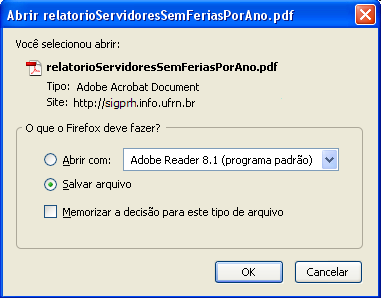 Abrir relatorioServidoresSemFeriasPorAno.pdf
Você selecionou abrir:
relatorioServidoresSemFeriasPorAno.pdf
Tipo: Adobe Acrobat Document
Site: http://sigprh.info.ufrn.br
O que o Firefox deve fazer?
Abrir com: Adobe Reader 8.1 (programa padrão)
Salvar arquivo
Memorizar a decisão para este tipo de arquivo
OK Cancelar